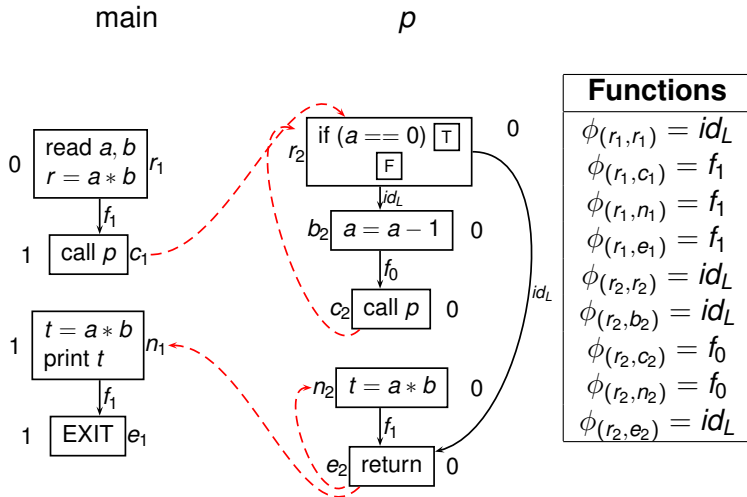 main
p
0
read a, b
r = a ∗ b
r1
f1
1
call p
c1
1
t = a ∗ b
print t
n1
f1
1
EXIT
e1
r2
if (a == 0) T
F
0
idL
b2
a = a − 1
0
f0
c2
call p
0
idL
n2
t = a ∗ b
0
f1
e2
return
0
Functions
ϕ(r1,r1) = idL
ϕ(r1,c1) = f1
ϕ(r1,n1) = f1
ϕ(r1,e1) = f1
ϕ(r2,r2) = idL
ϕ(r2,b2) = idL
ϕ(r2,c2) = f0
ϕ(r2,n2) = f0
ϕ(r2,e2) = idL